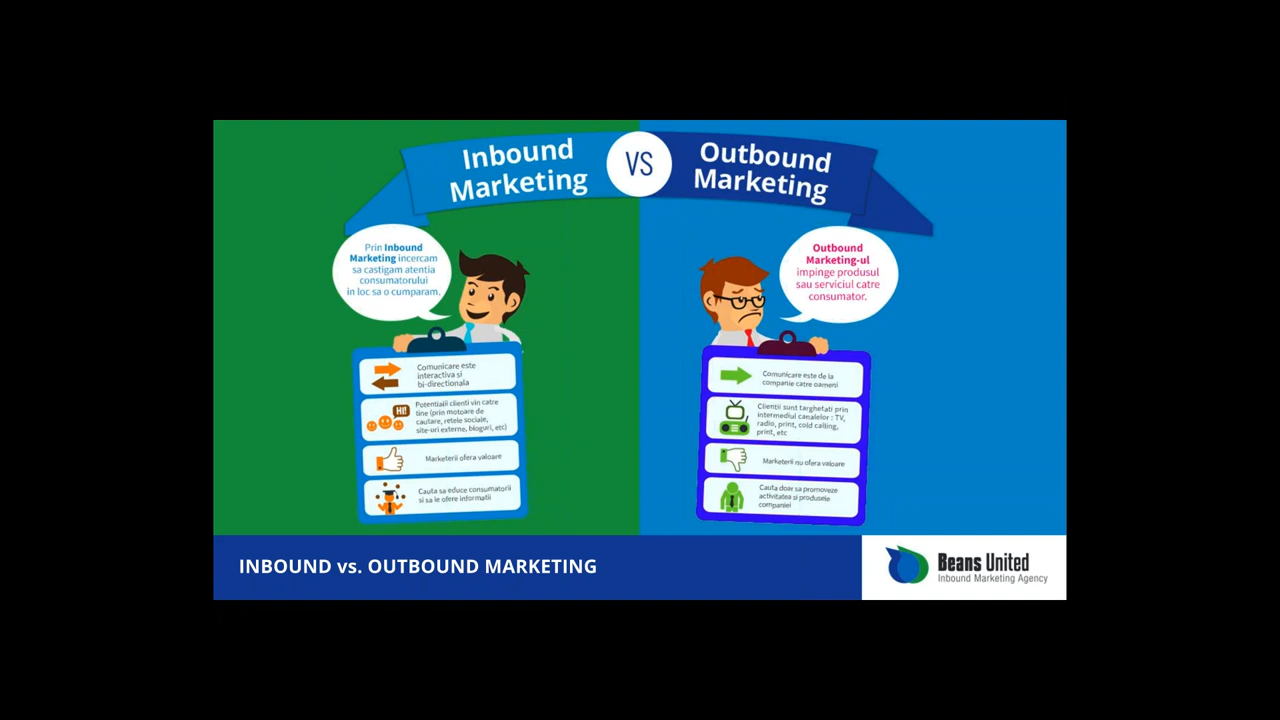 Inbound
Marketing
VS
Outbound
Marketing
Prin Inbound
Marketing incercam
sa castigam atentia
consumatorului
in loc sa o cumparam.
Comunicare este
interactiva si
bi-directionala
HI!
Potentialii clienti vin catre
tine (prin motoare de
cautare, retele sociale,
site-uri externe, bloguri, etc)
Marketerii ofera valoare
Cauta sa educe consumatorii
si sa le ofere informatii
Outbound
Marketing-ul
impinge produsul
sau serviciul catre
consumator.
Comunicare este de la
companie catre oameni
Clientii sunt targhetati prin
intermediul canalelor : TV,
radio, print, cold calling,
print, etc
Marketerii nu ofera valoare
Cauta doar sa promoveze
activitatea si produsele
companiei
INBOUND vs. OUTBOUND MARKETING
Beans United
Inbound Marketing Agency